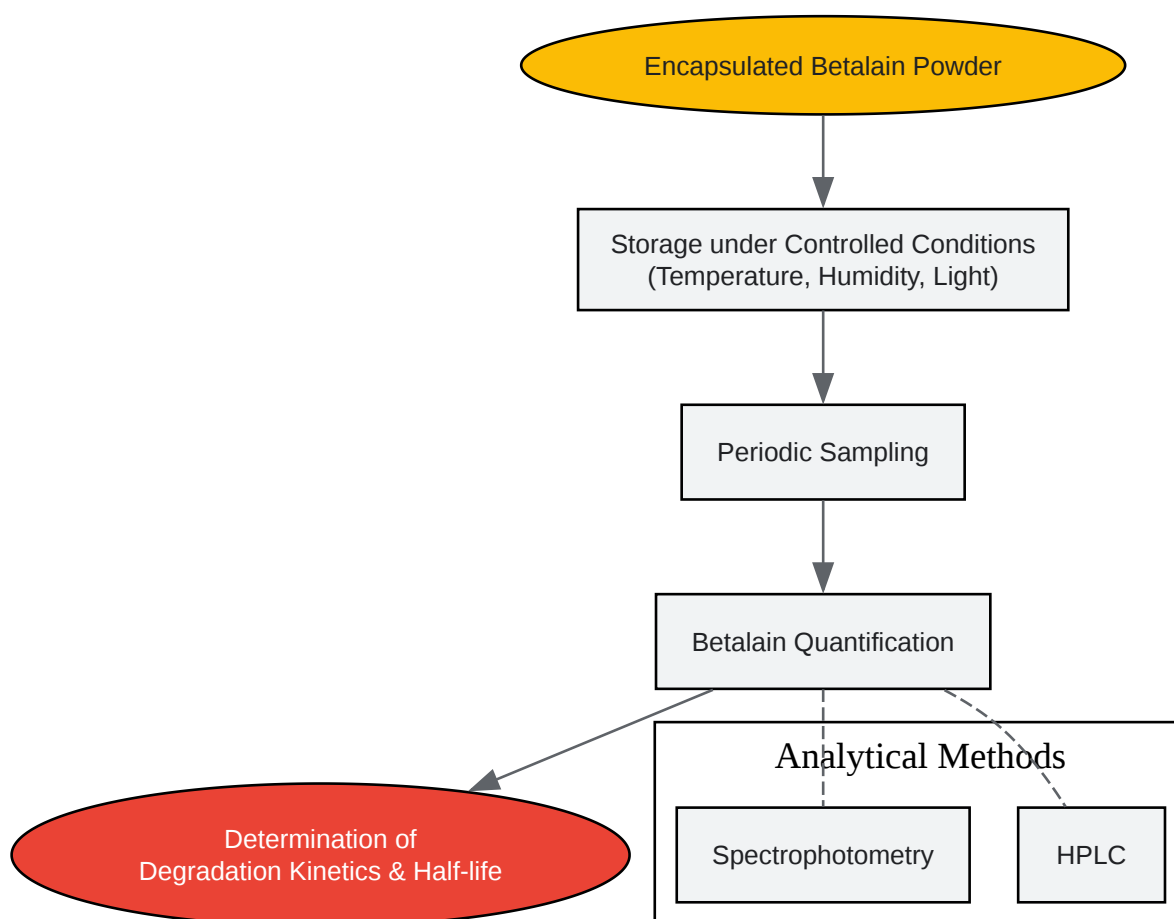 Encapsulated Betalain Powder
Storage under Controlled Conditions
(Temperature, Humidity, Light)
Periodic Sampling
Betalain Quantification
Analytical Methods
Determination of
Degradation Kinetics & Half-life
Spectrophotometry
HPLC